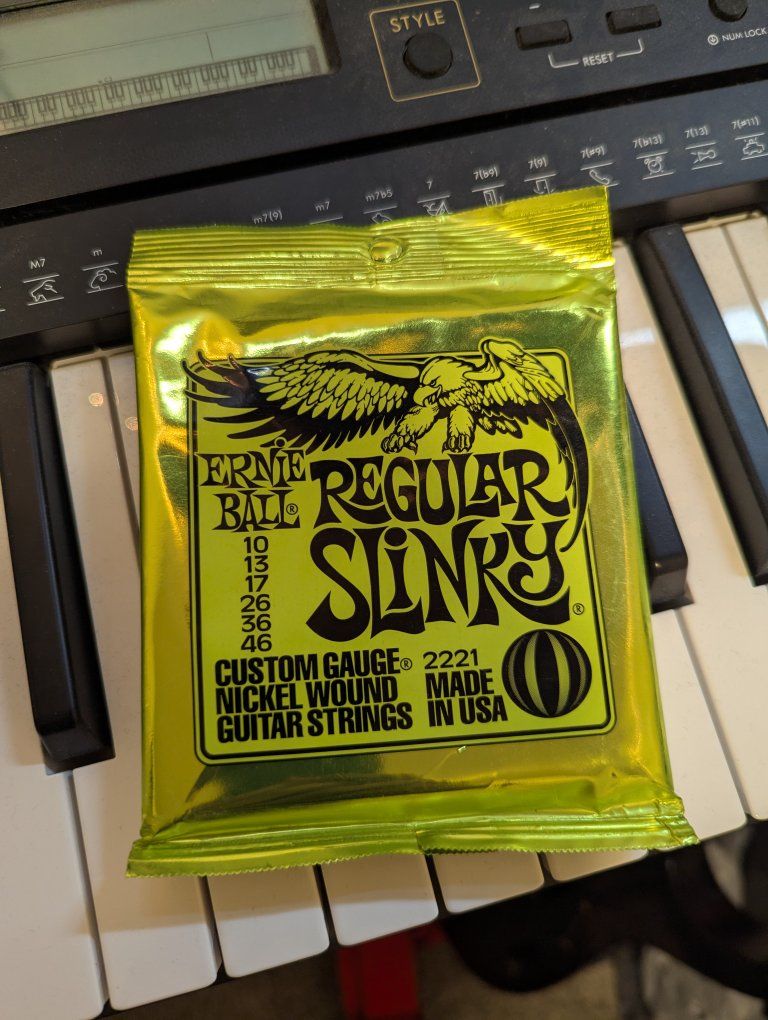 STYLE
RESET
NUM LOCK
M7
m
m7(9)
m7
m7b5
7
7(b9)
7(9)
7(#9)
7(b13)
7(13)
7(#11)
ERNiE
BALL®
REGULAR
SLiNKY®
10
13
17
26
36
46
CUSTOM GAUGE®
NICKEL WOUND
GUITAR STRINGS
2221
MADE
IN USA